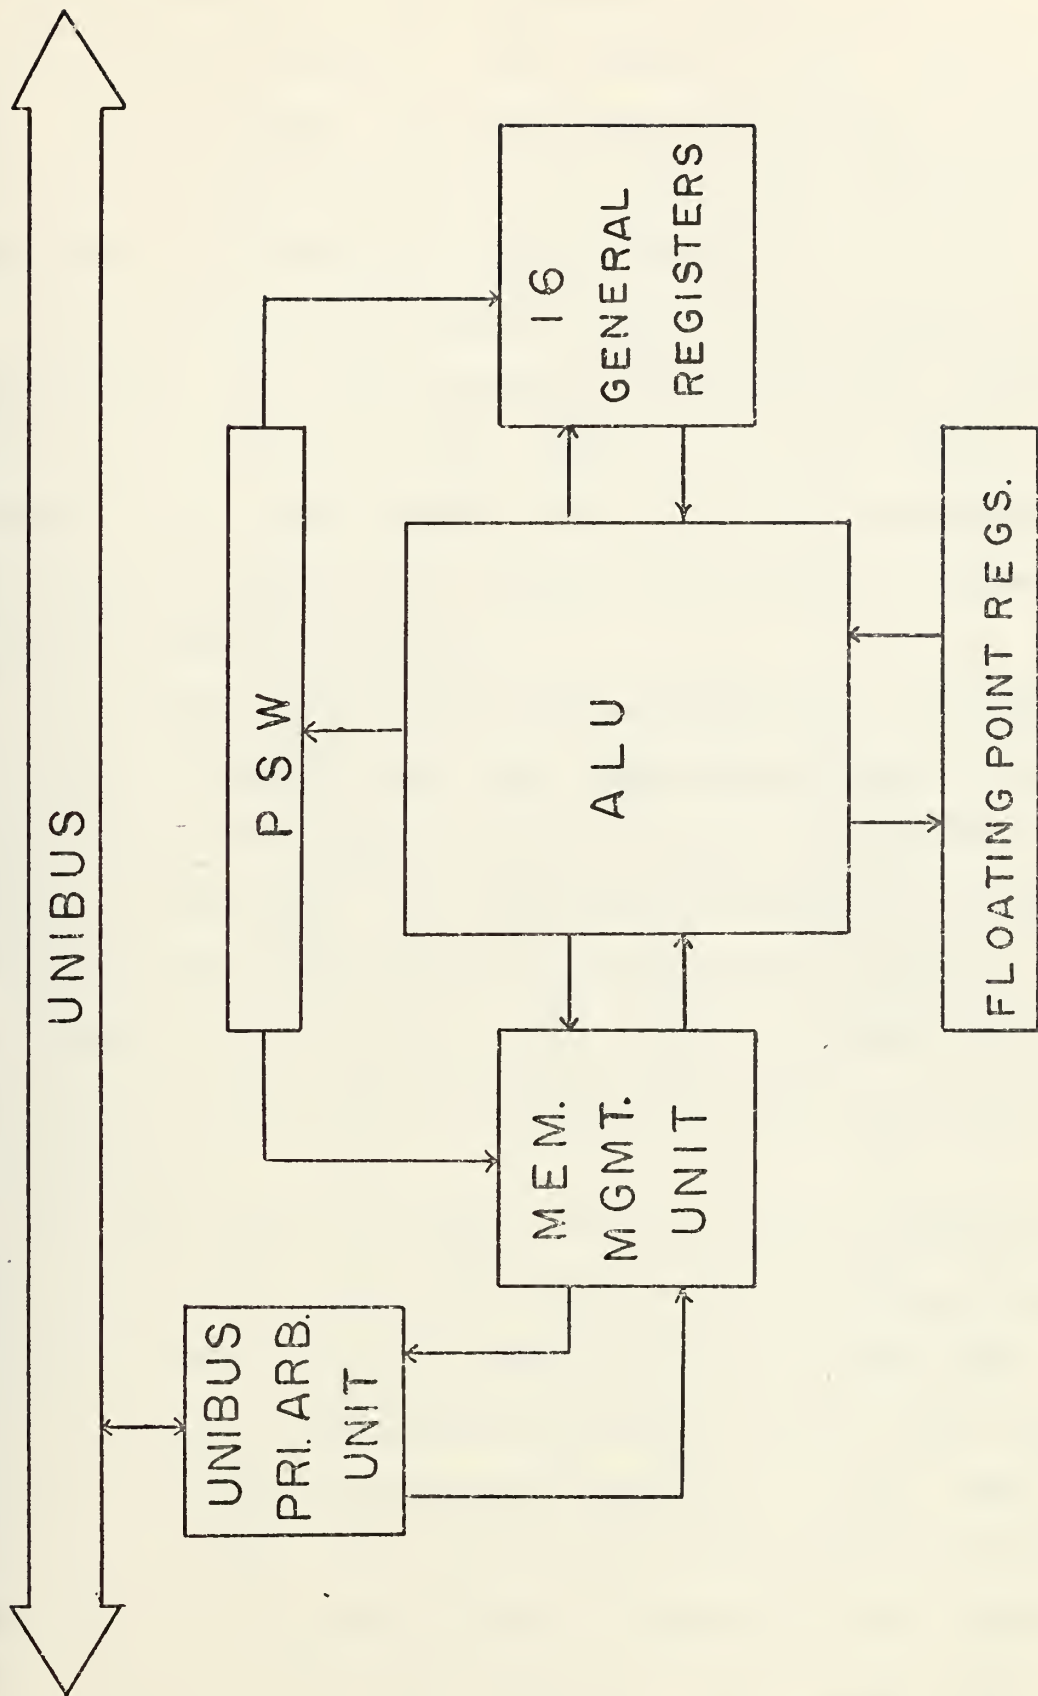 UNIBUS
PSW
UNIBUS
PRI. ARB.
UNIT
MEM.
MGMT.
UNIT
ALU
16
GENERAL
REGISTERS
FLOATING POINT REGS.